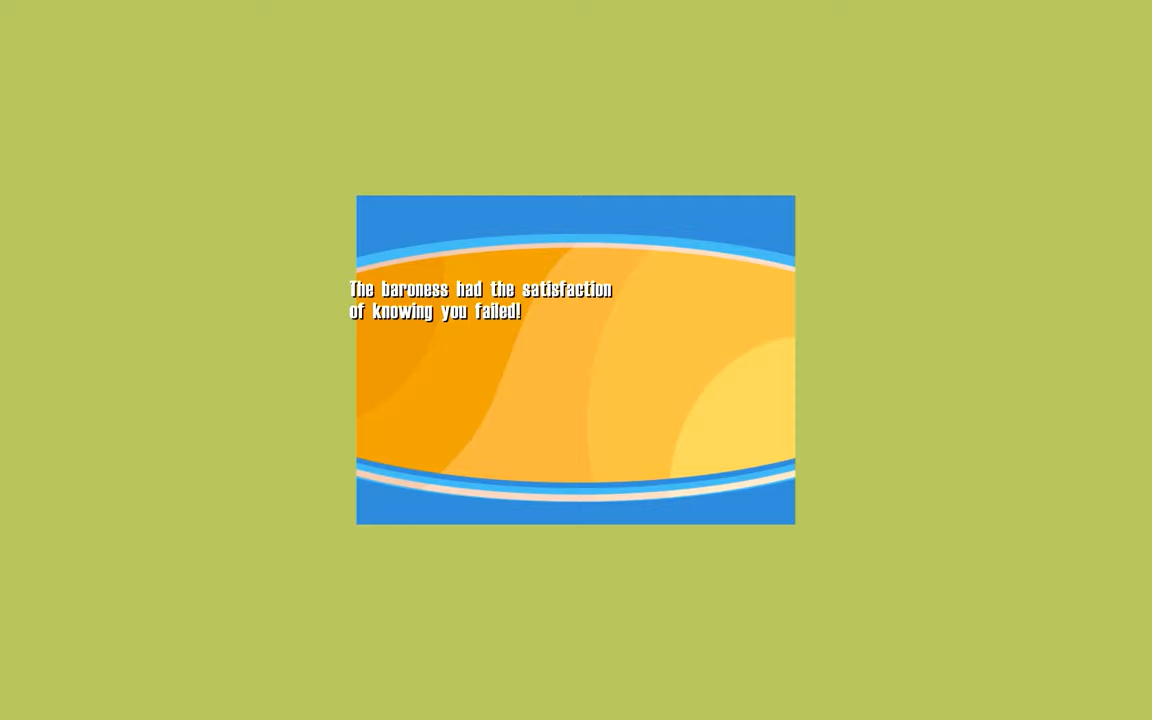 The baroness had the satisfaction
of knowing you failed!